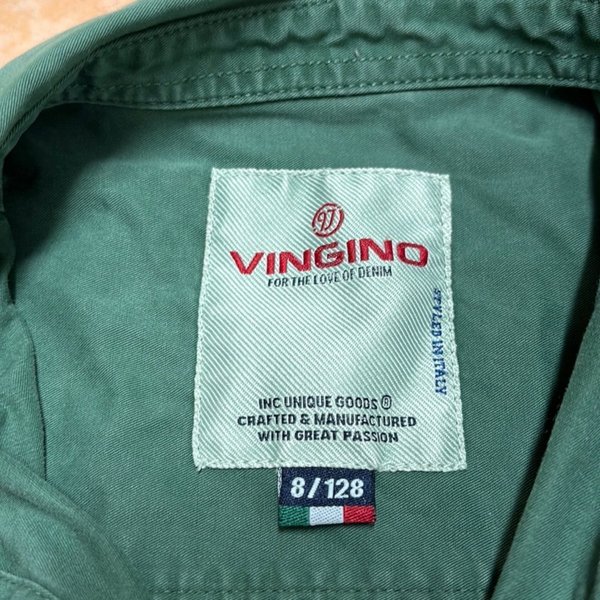 VJ
VINGINO
FOR THE LOVE OF DENIM
STYLED IN ITALY
INC UNIQUE GOODS ®
CRAFTED & MANUFACTURED
WITH GREAT PASSION
8/128